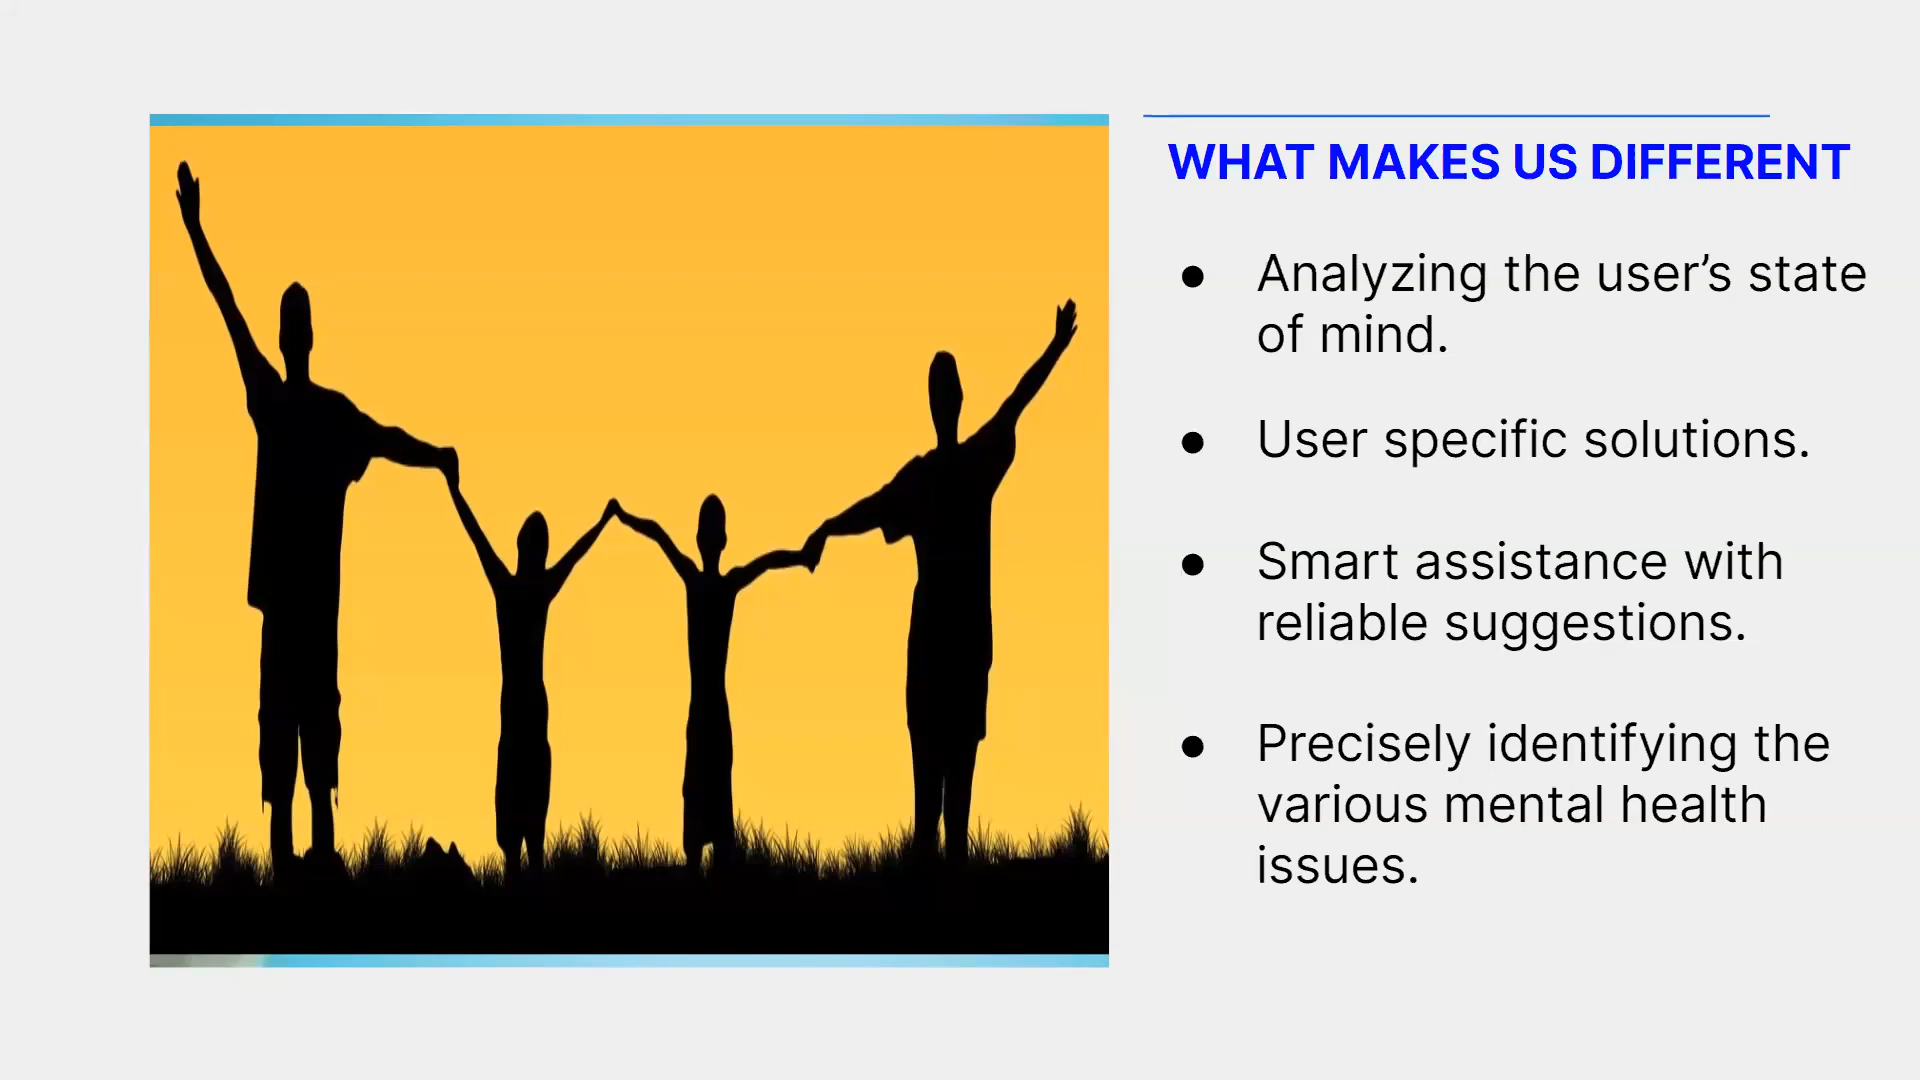 WHAT MAKES US DIFFERENT
● Analyzing the user’s state
of mind.
● User specific solutions.
● Smart assistance with
reliable suggestions.
● Precisely identifying the
various mental health
issues.